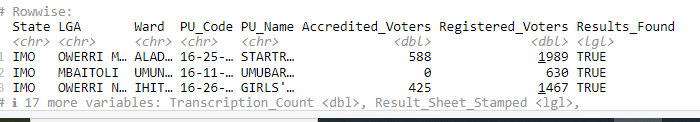 # Rowwise:
State LGA Ward PU_Code PU_Name Accredited_Voters Registered_Voters Results_Found
<chr> <chr> <chr> <chr> <chr> <dbl> <dbl> <lgl>
1 IMO OWERRI M… ALAD… 16-25-… STARTR… 588 1989 TRUE
2 IMO MBAITOLI UMUN… 16-11-… UMUBAR… 0 630 TRUE
3 IMO OWERRI N… IHIT… 16-26-… GIRLS'… 425 1467 TRUE
# ℹ 17 more variables: Transcription_Count <dbl>, Result_Sheet_Stamped <lgl>,